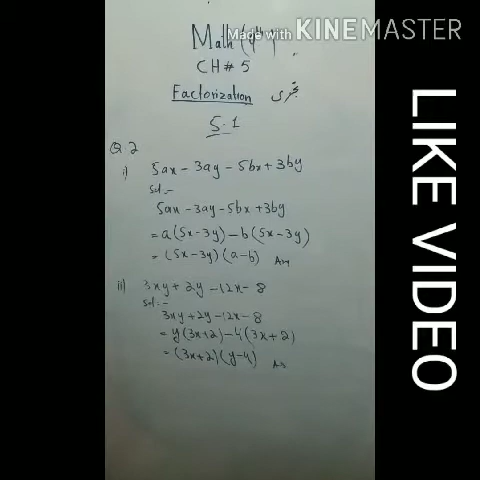 Made with KINEMASTER
Math
CH # 5
Factorization تجزی
5.1
Q 2
i) 5ax - 3ay - 5bx + 3by
Sol:-
5ax - 3ay - 5bx + 3by
= a(5x - 3y) - b(5x - 3y)
= (5x - 3y)(a - b) Ans
ii) 3xy + 2y - 12x - 8
Sol:-
3xy + 2y - 12x - 8
= y(3x + 2) - 4(3x + 2)
= (3x + 2)(y - 4) Ans
LIKE VIDEO